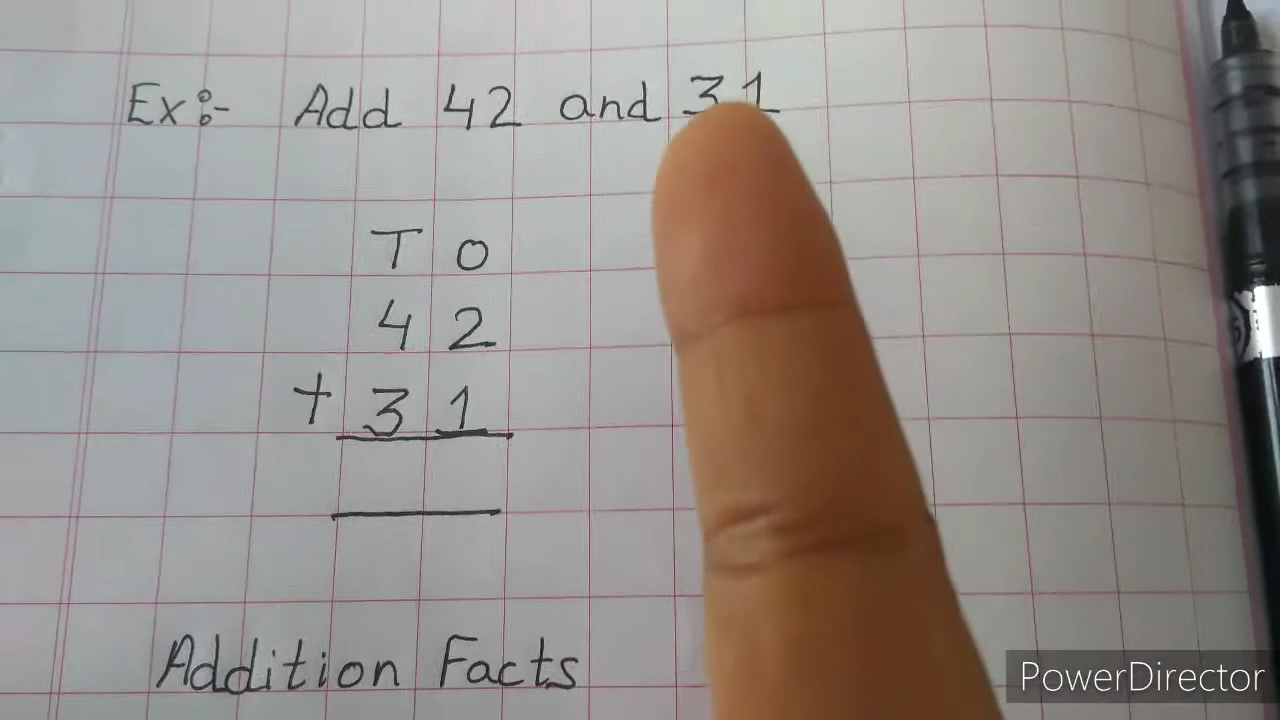 Ex:- Add 42 and 31
T O
4 2
+ 3 1
Addition Facts
PowerDirector